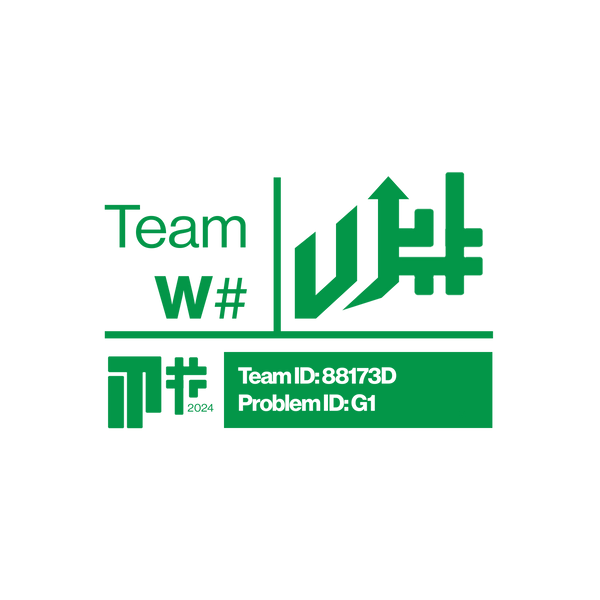 Team
W#
W#
M#
2024
Team ID: 88173D
Problem ID: G1